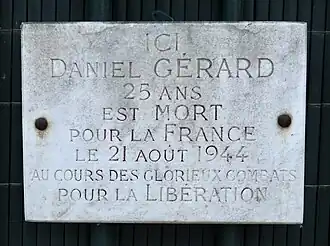 ICI
DANIEL GÉRARD
25 ANS
EST MORT
POUR LA FRANCE
LE 21 AOÛT 1944
AU COURS DES GLORIEUX COMBATS
POUR LA LIBÉRATION